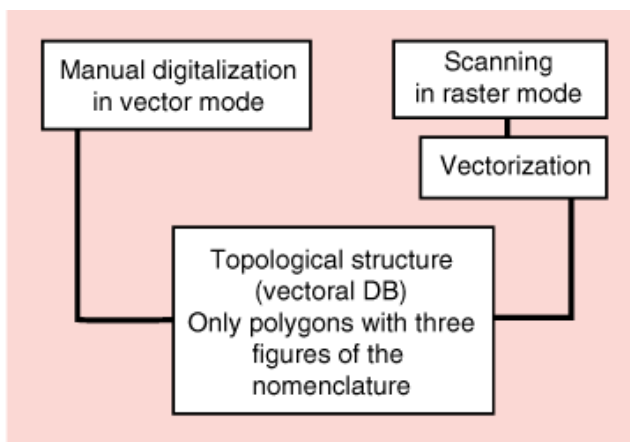 Manual digitalization
in vector mode
Scanning
in raster mode
Vectorization
Topological structure
(vectoral DB)
Only polygons with three
figures of the
nomenclature